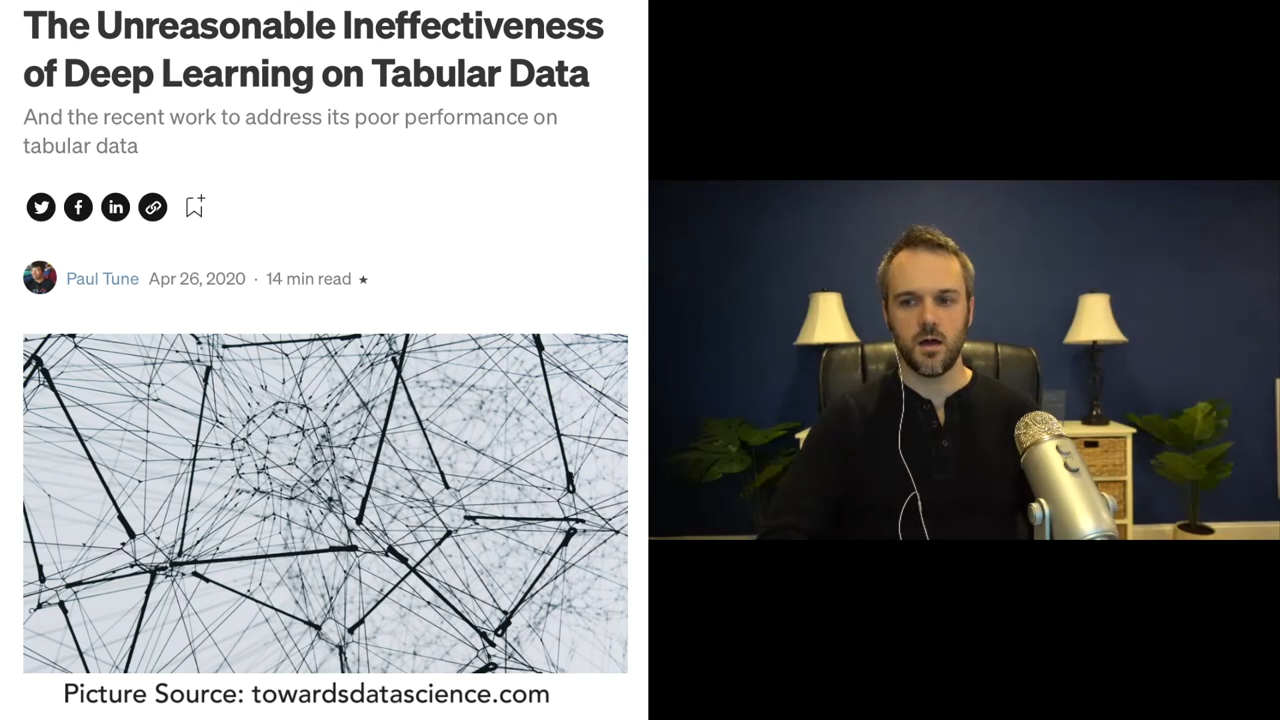 The Unreasonable Ineffectiveness
of Deep Learning on Tabular Data
And the recent work to address its poor performance on
tabular data
Paul Tune Apr 26, 2020 · 14 min read ★
Picture Source: towardsdatascience.com